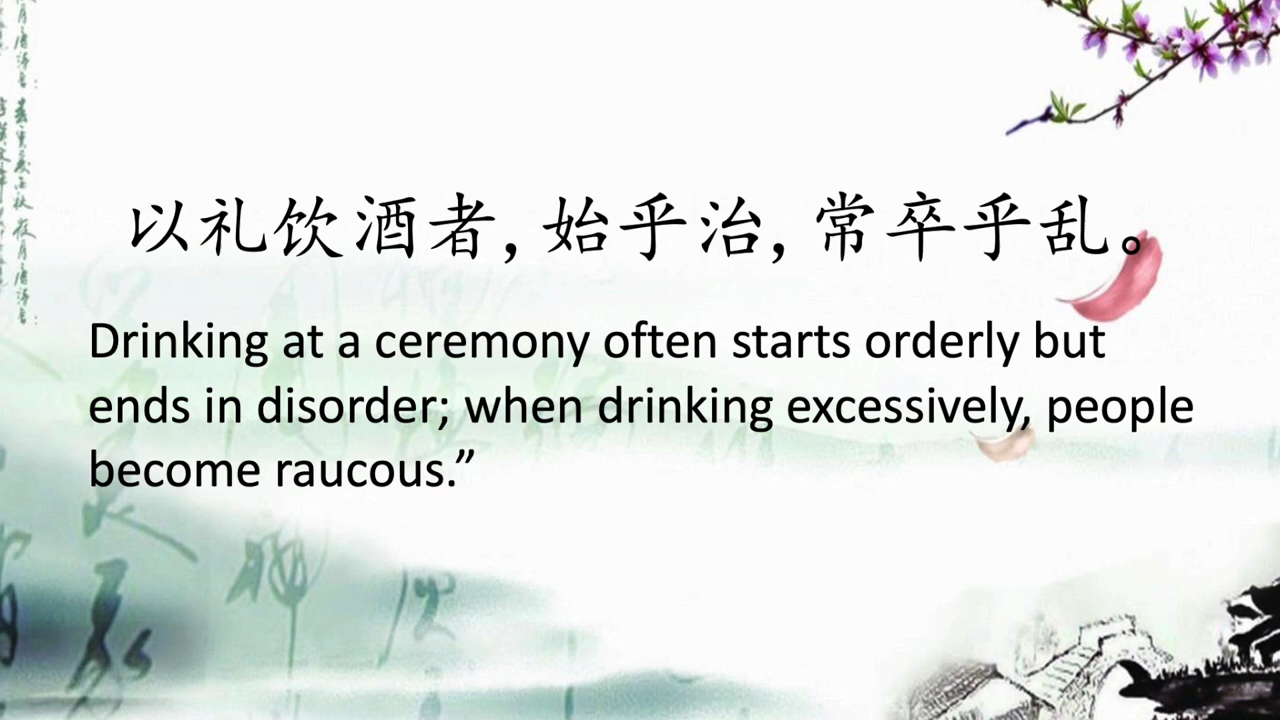 以礼饮酒者,始乎治,常卒乎乱。
Drinking at a ceremony often starts orderly but
ends in disorder; when drinking excessively, people
become raucous.”